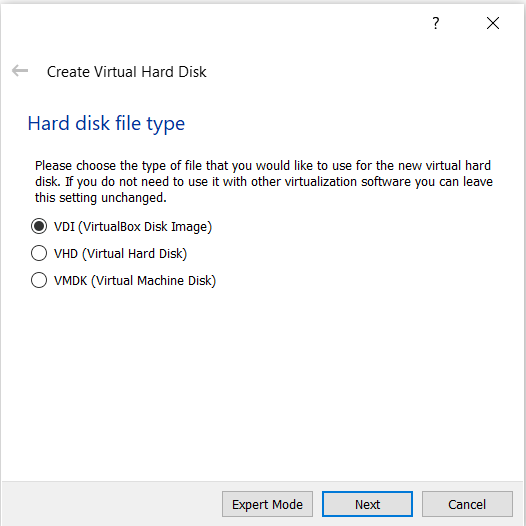 ?
Create Virtual Hard Disk
Hard disk file type
Please choose the type of file that you would like to use for the new virtual hard
disk. If you do not need to use it with other virtualization software you can leave
this setting unchanged.
VDI (VirtualBox Disk Image)
VHD (Virtual Hard Disk)
VMDK (Virtual Machine Disk)
Expert Mode Next Cancel